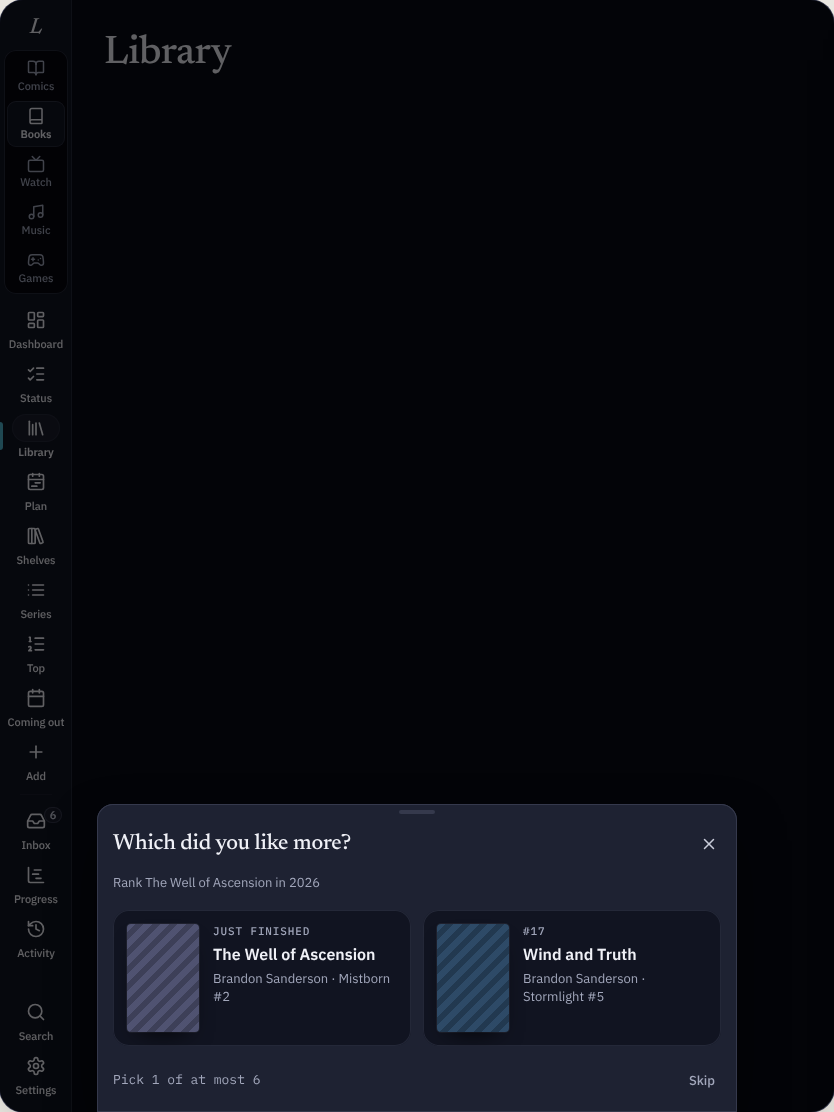 L
Library
Comics
Books
Watch
Music
Games
Dashboard
Status
Library
Plan
Shelves
Series
Top
Coming out
Add
6
Inbox
Progress
Activity
Search
Settings
Which did you like more?
Rank The Well of Ascension in 2026
JUST FINISHED
The Well of Ascension
Brandon Sanderson · Mistborn
#2
#17
Wind and Truth
Brandon Sanderson ·
Stormlight #5
Pick 1 of at most 6
Skip